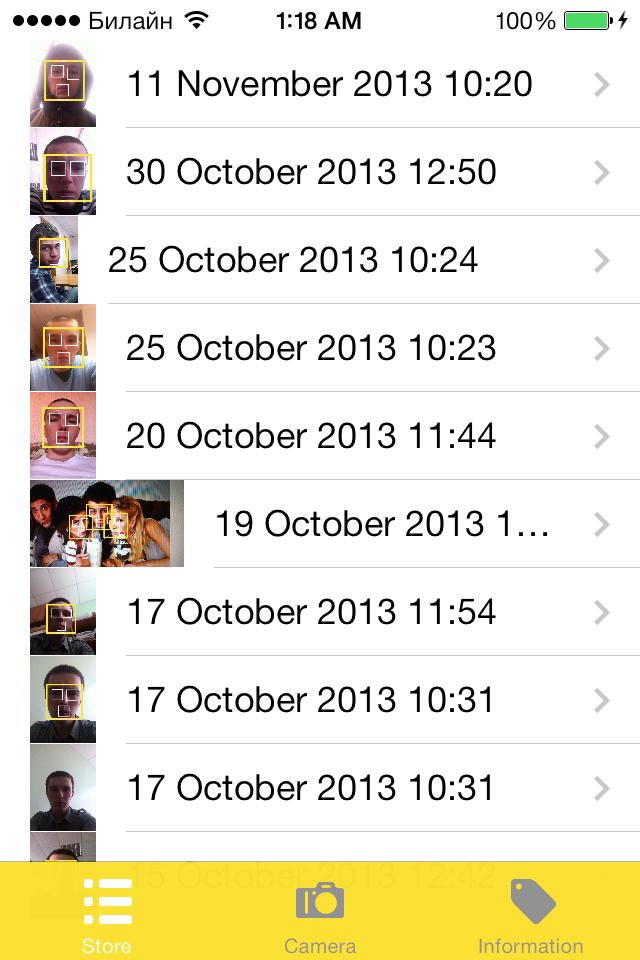 Билайн 1:18 AM 100%
11 November 2013 10:20
30 October 2013 12:50
25 October 2013 10:24
25 October 2013 10:23
20 October 2013 11:44
19 October 2013 1...
17 October 2013 11:54
17 October 2013 10:31
17 October 2013 10:31
15 October 2013 12:42
Store Camera Information